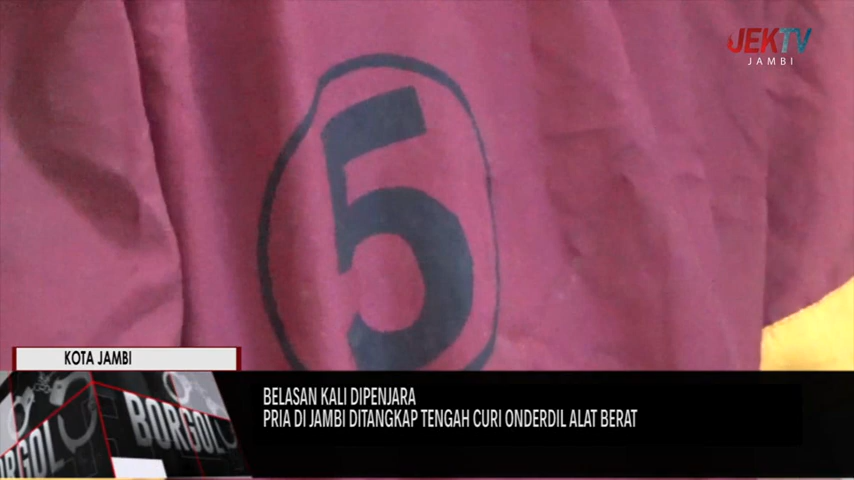 JEKTV
JAMBI
5
KOTA JAMBI
BORGOL
BELASAN KALI DIPENJARA
PRIA DI JAMBI DITANGKAP TENGAH CURI ONDERDIL ALAT BERAT